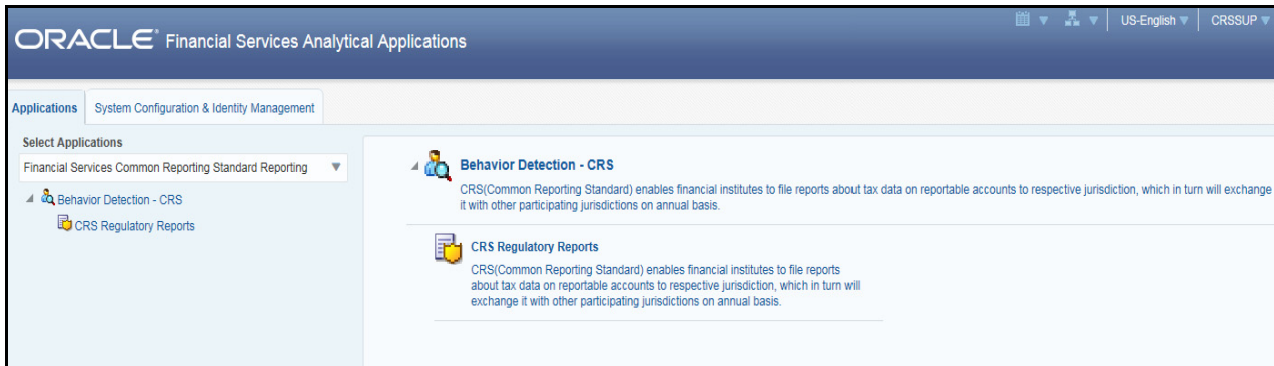 US-English
CRSSUP
ORACLE® Financial Services Analytical Applications
Applications
System Configuration & Identity Management
Select Applications
Financial Services Common Reporting Standard Reporting
Behavior Detection - CRS
CRS Regulatory Reports
Behavior Detection - CRS
CRS(Common Reporting Standard) enables financial institutes to file reports about tax data on reportable accounts to respective jurisdiction, which in turn will exchange
it with other participating jurisdictions on annual basis.
CRS Regulatory Reports
CRS(Common Reporting Standard) enables financial institutes to file reports
about tax data on reportable accounts to respective jurisdiction, which in turn will
exchange it with other participating jurisdictions on annual basis.